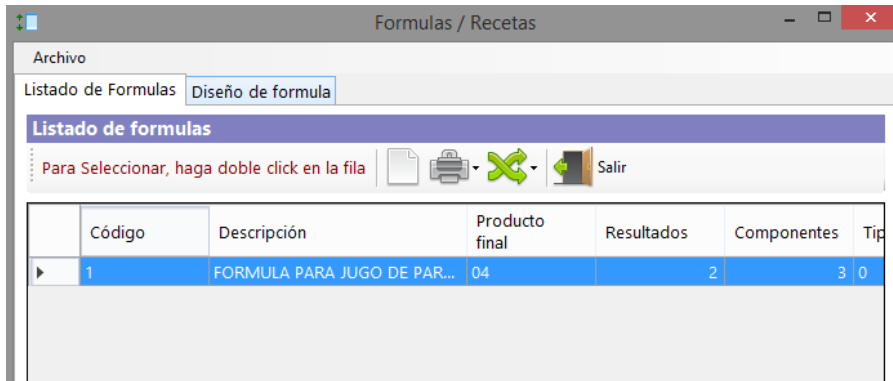 Formulas / Recetas
Archivo
Listado de Formulas Diseño de formula
Listado de formulas
Para Seleccionar, haga doble click en la fila Salir
Código Descripción Producto final Resultados Componentes Tip
1 FORMULA PARA JUGO DE PAR... 04 2 3 0